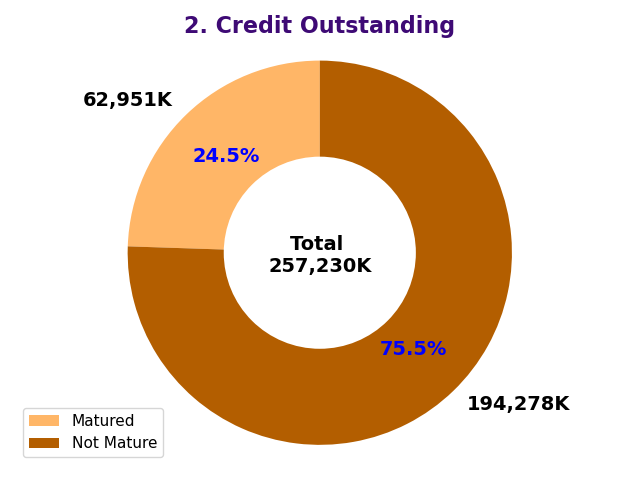 2. Credit Outstanding
62,951K
24.5%
Total
257,230K
75.5%
194,278K
Matured
Not Mature